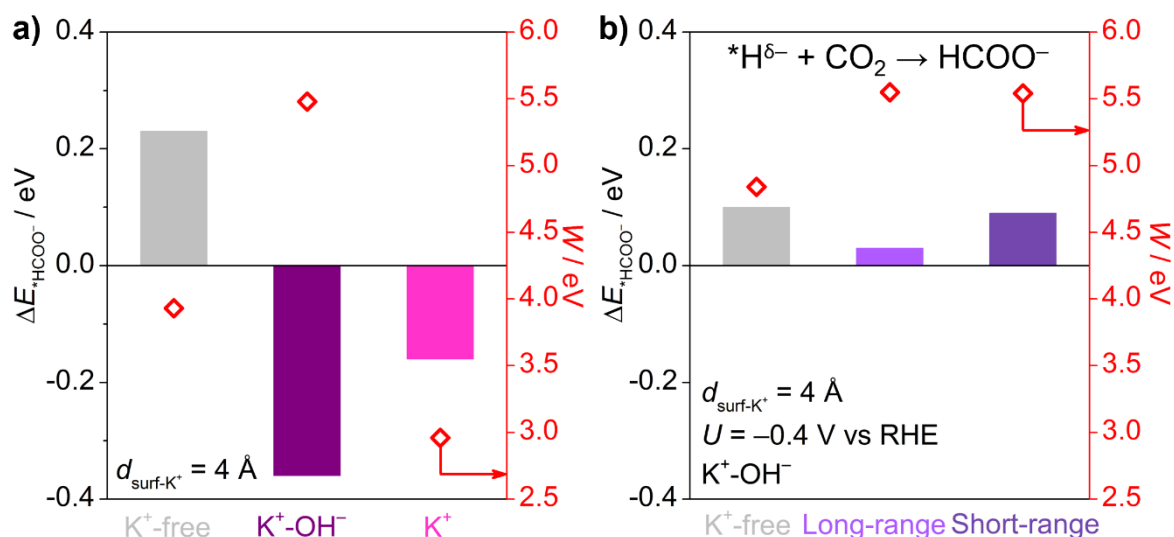 a)
0.4
0.2
0.0
-0.2
-0.4
ΔE*HCOO⁻ / eV
6.0
5.5
5.0
4.5
4.0
3.5
3.0
2.5
W / eV
d surf-K⁺ = 4 Å
K⁺-free
K⁺-OH⁻
K⁺
b)
0.4
0.2
0.0
-0.2
-0.4
ΔE*HCOO⁻ / eV
*Hδ− + CO₂ → HCOO⁻
6.0
5.5
5.0
4.5
4.0
3.5
3.0
2.5
W / eV
d surf-K⁺ = 4 Å
U = –0.4 V vs RHE
K⁺-OH⁻
K⁺-free
Long-range
Short-range